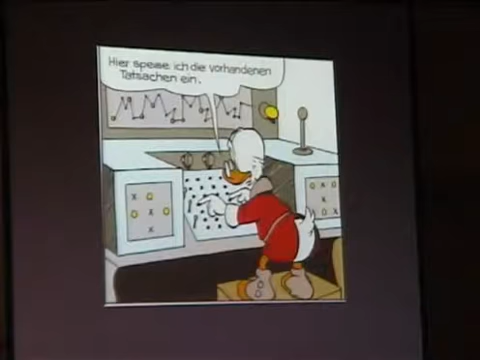 Hier speise ich die vorhandenen
Tatsachen ein.